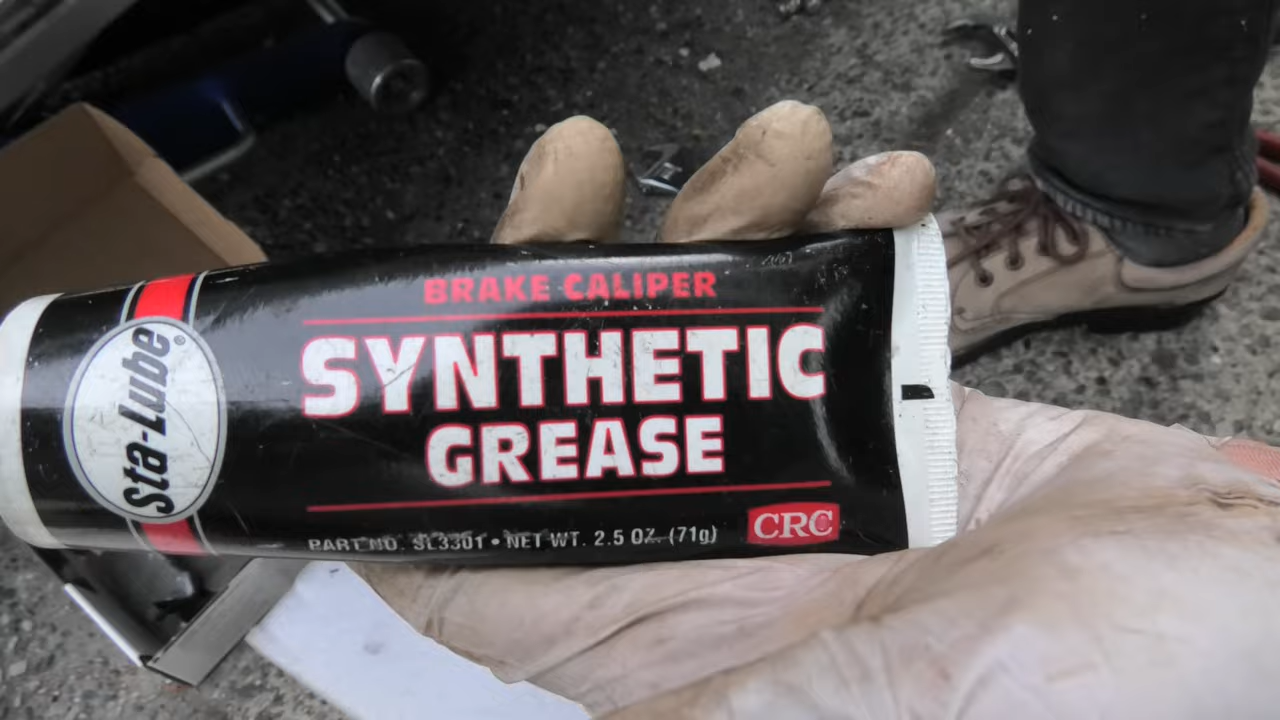 Sta-Lube®
BRAKE CALIPER
SYNTHETIC
GREASE
PART NO. SL3301 • NET WT. 2.5 OZ. (71g)
CRC